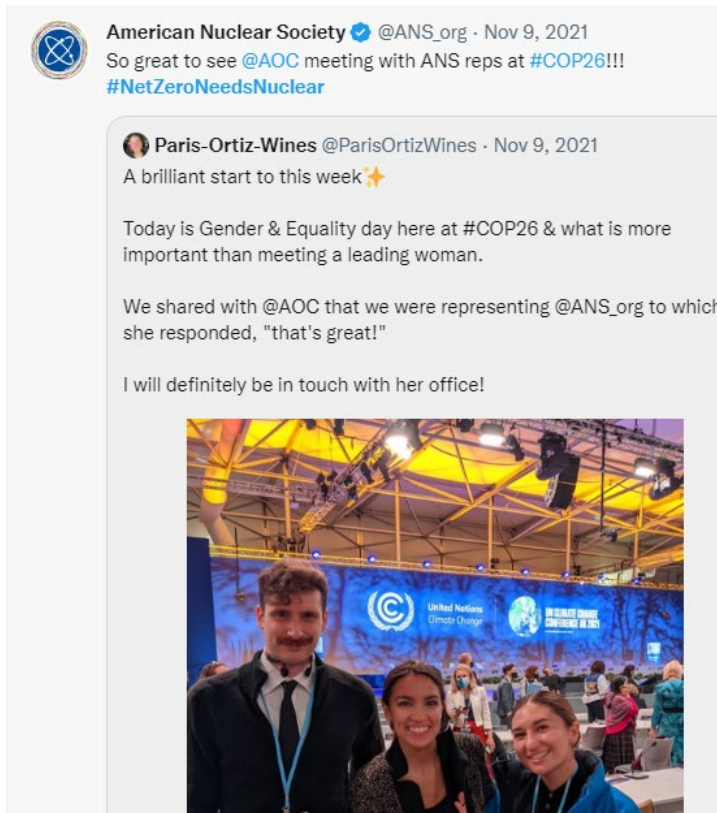 American Nuclear Society @ANS_org · Nov 9, 2021
So great to see @AOC meeting with ANS reps at #COP26!!!
#NetZeroNeedsNuclear
Paris-Ortiz-Wines @ParisOrtizWines · Nov 9, 2021
A brilliant start to this week✨
Today is Gender & Equality day here at #COP26 & what is more
important than meeting a leading woman.
We shared with @AOC that we were representing @ANS_org to which
she responded, "that's great!"
I will definitely be in touch with her office!
United Nations
Climate Change
UN CLIMATE CHANGE
CONFERENCE UK 2021